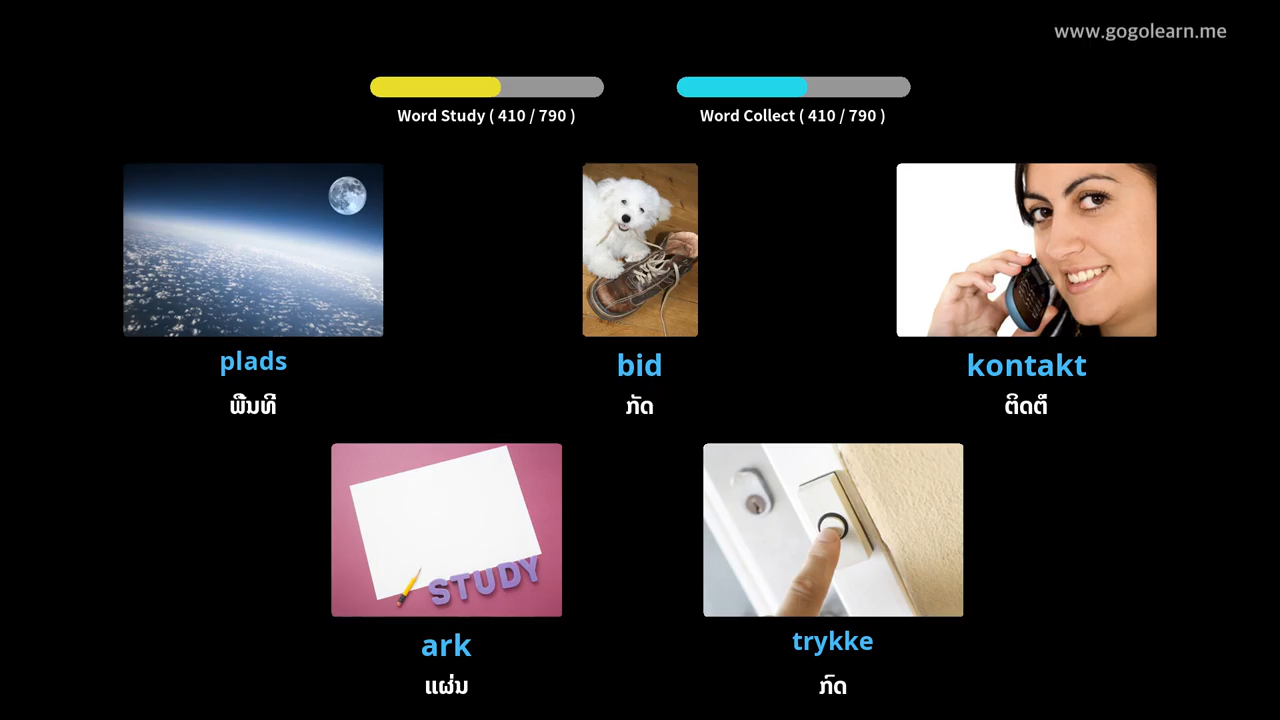 www.gogolearn.me
Word Study ( 410 / 790 )
Word Collect ( 410 / 790 )
plads
ພື້ນທີ່
bid
ກັດ
kontakt
ຕິດຕໍ່
STUDY
ark
ແຜ່ນ
trykke
ກົດ